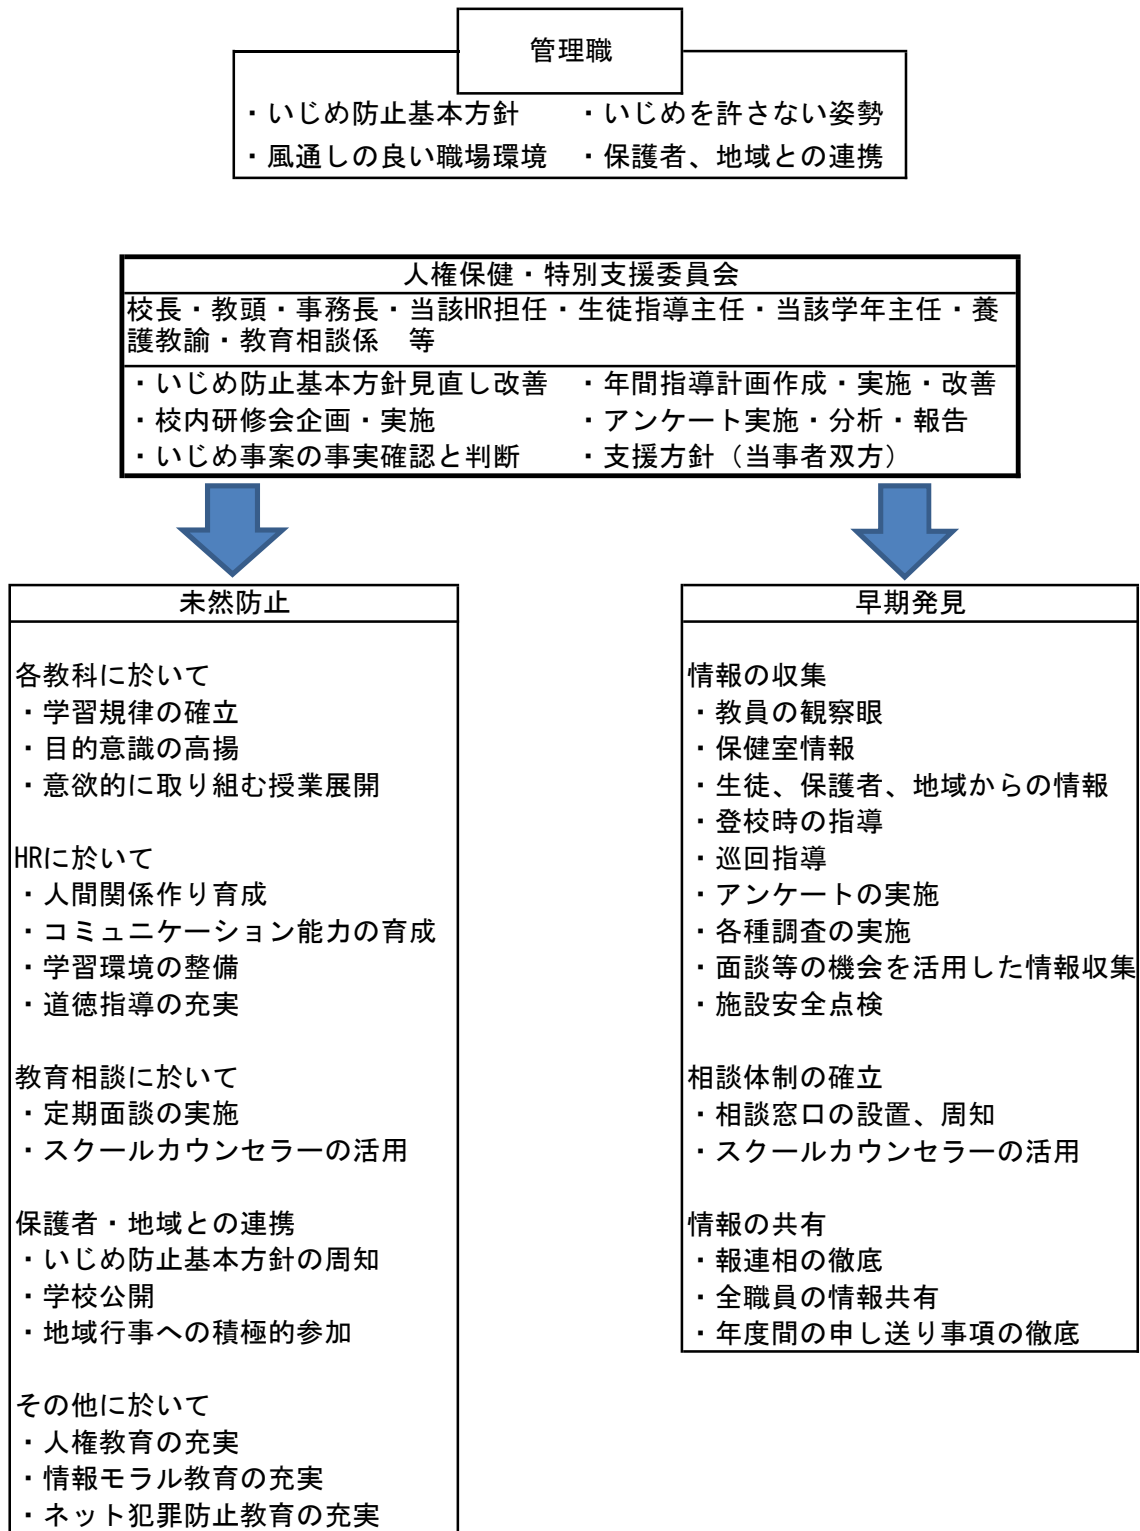 管理職
・いじめ防止基本方針　　・いじめを許さない姿勢
・風通しの良い職場環境　・保護者、地域との連携
人権保健・特別支援委員会
校長・教頭・事務長・当該HR担任・生徒指導主任・当該学年主任・養
護教諭・教育相談係　等
・いじめ防止基本方針見直し改善　・年間指導計画作成・実施・改善
・校内研修会企画・実施　・アンケート実施・分析・報告
・いじめ事案の事実確認と判断　・支援方針（当事者双方）
未然防止
各教科に於いて
・学習規律の確立
・目的意識の高揚
・意欲的に取り組む授業展開
HRに於いて
・人間関係作り育成
・コミュニケーション能力の育成
・学習環境の整備
・道徳指導の充実
教育相談に於いて
・定期面談の実施
・スクールカウンセラーの活用
保護者・地域との連携
・いじめ防止基本方針の周知
・学校公開
・地域行事への積極的参加
その他に於いて
・人権教育の充実
・情報モラル教育の充実
・ネット犯罪防止教育の充実
早期発見
情報の収集
・教員の観察眼
・保健室情報
・生徒、保護者、地域からの情報
・登校時の指導
・巡回指導
・アンケートの実施
・各種調査の実施
・面談等の機会を活用した情報収集
・施設安全点検
相談体制の確立
・相談窓口の設置、周知
・スクールカウンセラーの活用
情報の共有
・報連相の徹底
・全職員の情報共有
・年度間の申し送り事項の徹底